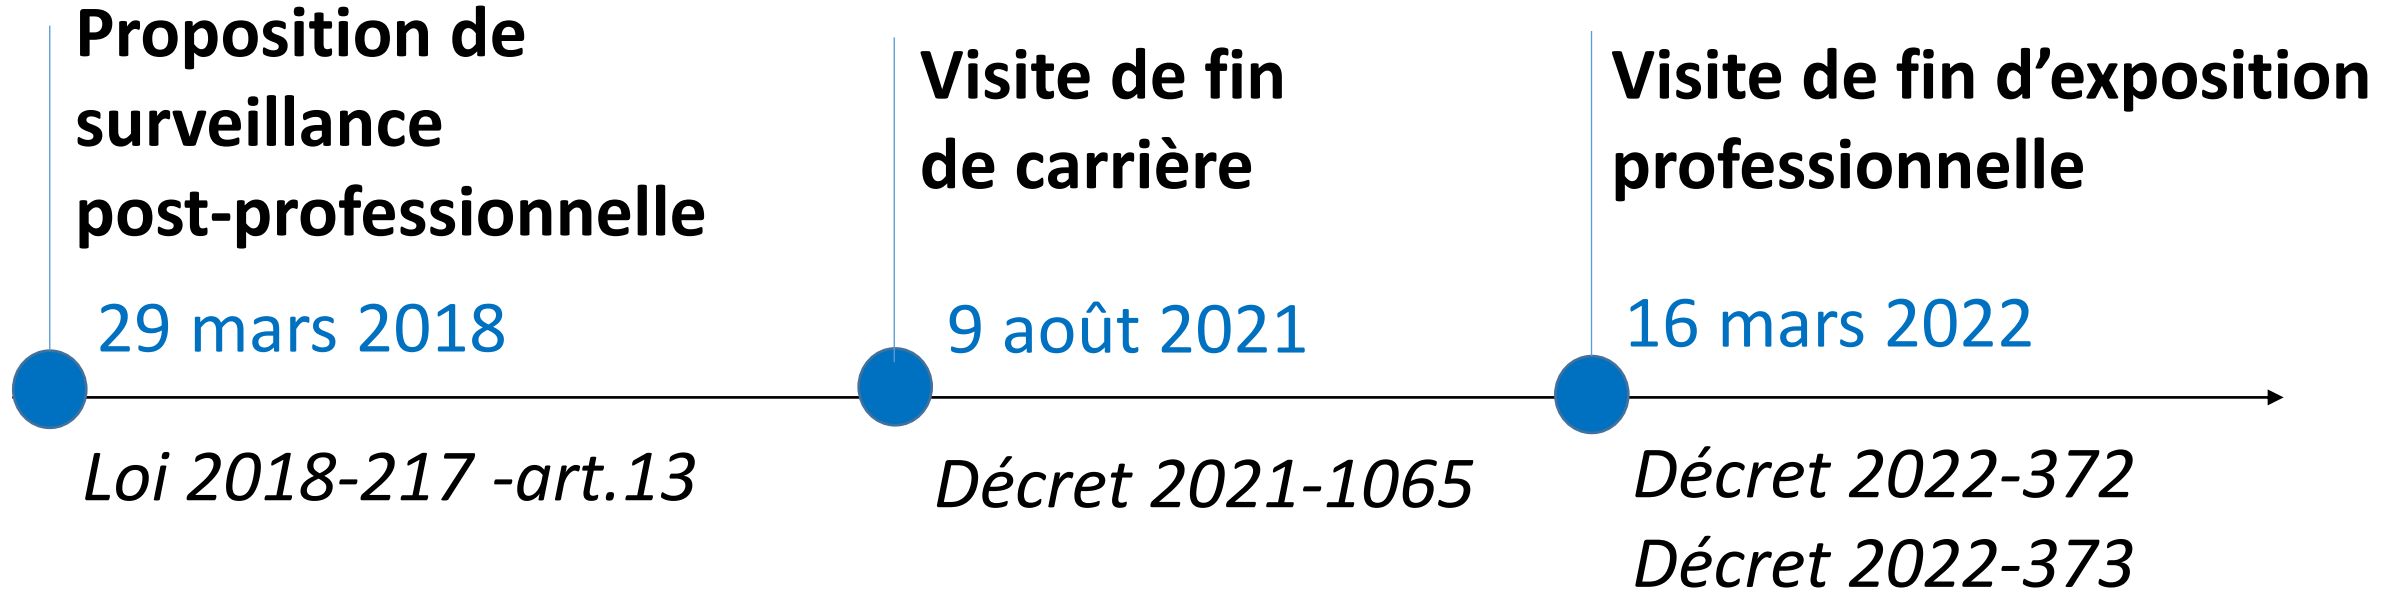 Proposition de
surveillance
post-professionnelle
29 mars 2018
Loi 2018-217 -art.13
Visite de fin
de carrière
9 août 2021
Décret 2021-1065
Visite de fin d’exposition
professionnelle
16 mars 2022
Décret 2022-372
Décret 2022-373